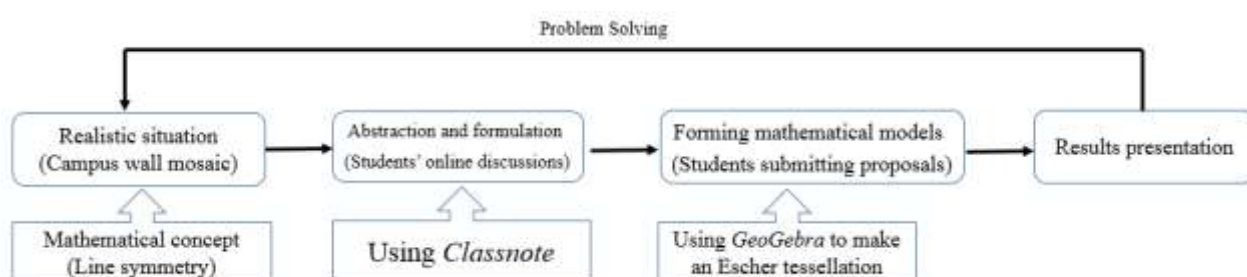 Problem Solving
Realistic situation
(Campus wall mosaic)
Abstraction and formulation
(Students' online discussions)
Forming mathematical models
(Students submitting proposals)
Results presentation
Mathematical concept
(Line symmetry)
Using Classnote
Using GeoGebra to make
an Escher tessellation